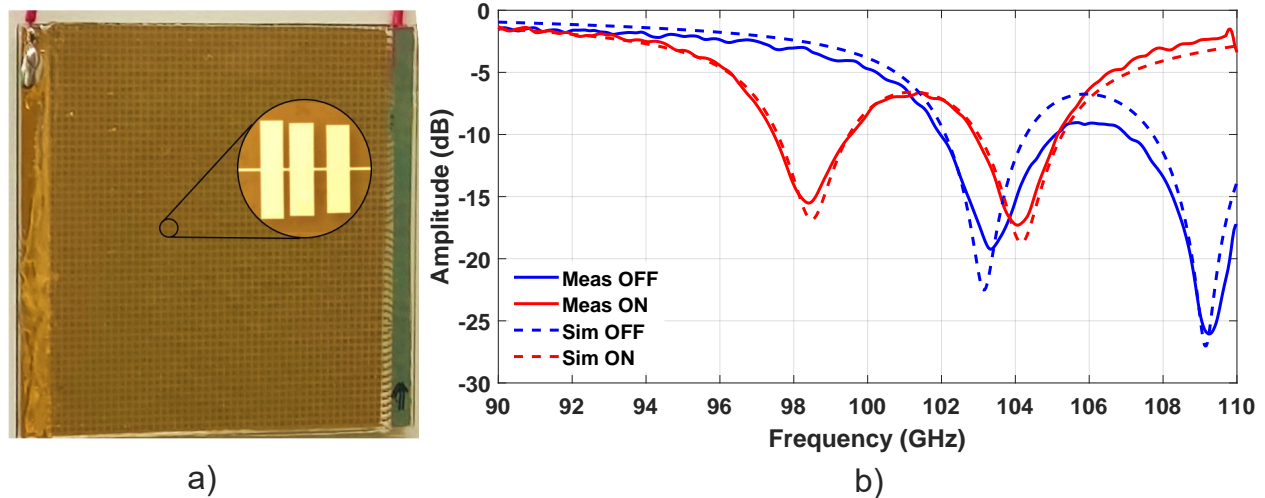 0
-5
-10
-15
-20
-25
-30
Amplitude (dB)
Meas OFF
Meas ON
Sim OFF
Sim ON
90 92 94 96 98 100 102 104 106 108 110
Frequency (GHz)
a)
b)